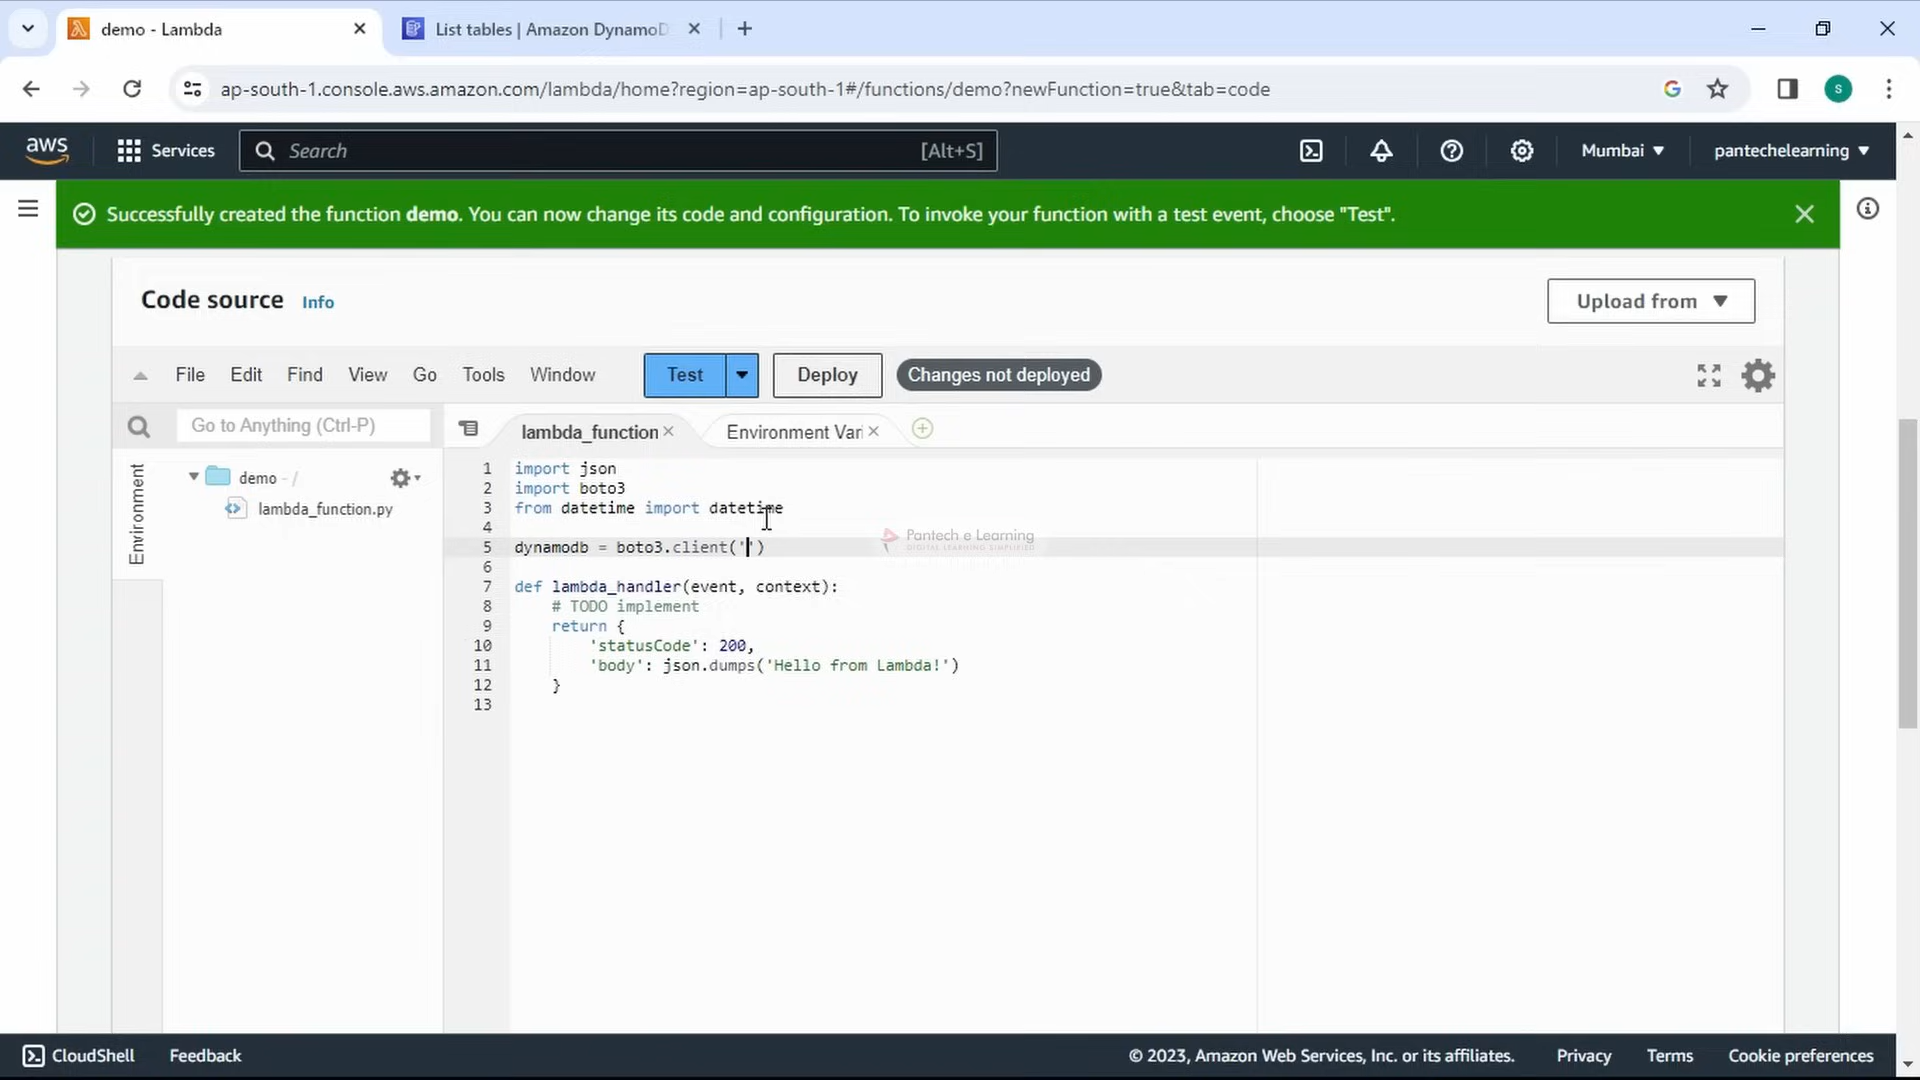 demo - Lambda
List tables | Amazon DynamoD
ap-south-1.console.aws.amazon.com/lambda/home?region=ap-south-1#/functions/demo?newFunction=true&tab=code
S
aws
Services
Search
[Alt+S]
Mumbai
pantechelearning
Successfully created the function demo. You can now change its code and configuration. To invoke your function with a test event, choose "Test".
Code source Info
Upload from
File Edit Find View Go Tools Window
Test
Deploy
Changes not deployed
Go to Anything (Ctrl-P)
lambda_function
Environment Vari
Environment
demo - /
lambda_function.py
1 import json
2 import boto3
3 from datetime import datetime
4
5 dynamodb = boto3.client('')
6
7 def lambda_handler(event, context):
8 # TODO implement
9 return {
10 'statusCode': 200,
11 'body': json.dumps('Hello from Lambda!')
12 }
13
Pantech e Learning
DIGITAL LEARNING SIMPLIFIED
CloudShell
Feedback
© 2023, Amazon Web Services, Inc. or its affiliates.
Privacy
Terms
Cookie preferences